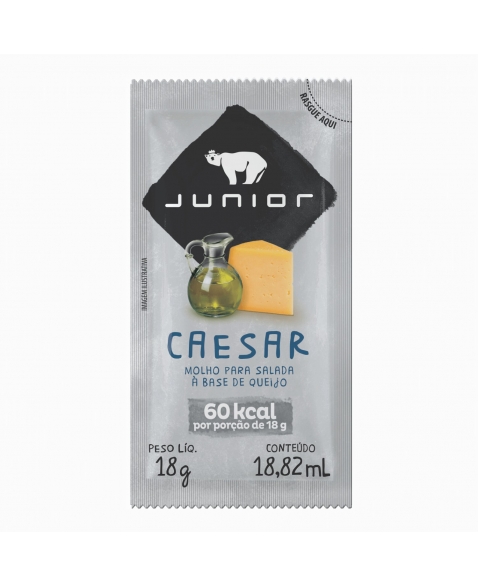 RASGUE AQUI
JUNIOR
IMAGEM ILUSTRATIVA
CAESAR
MOLHO PARA SALADA
À BASE DE QUEIJO
60 kcal
por porção de 18 g
PESO LÍQ. CONTEÚDO
18g 18,82mL